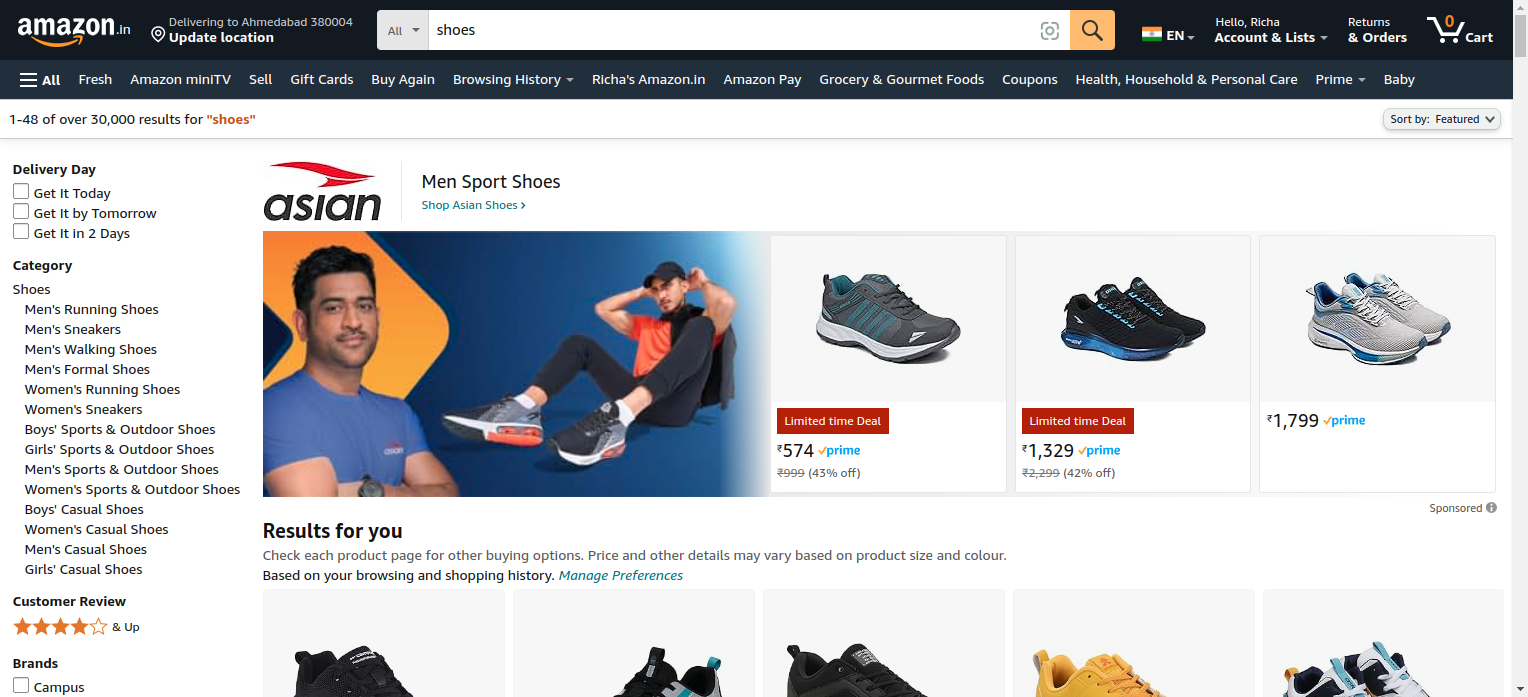 amazon.in
Delivering to Ahmedabad 380004
Update location
All
shoes
EN
Hello, Richa
Account & Lists
Returns
& Orders
0
Cart
All
Fresh
Amazon miniTV
Sell
Gift Cards
Buy Again
Browsing History
Richa's Amazon.in
Amazon Pay
Grocery & Gourmet Foods
Coupons
Health, Household & Personal Care
Prime
Baby
1-48 of over 30,000 results for "shoes"
Sort by: Featured
Delivery Day
Get It Today
Get It by Tomorrow
Get It in 2 Days
Category
Shoes
Men's Running Shoes
Men's Sneakers
Men's Walking Shoes
Men's Formal Shoes
Women's Running Shoes
Women's Sneakers
Boys' Sports & Outdoor Shoes
Girls' Sports & Outdoor Shoes
Men's Sports & Outdoor Shoes
Women's Sports & Outdoor Shoes
Boys' Casual Shoes
Women's Casual Shoes
Men's Casual Shoes
Girls' Casual Shoes
Customer Review
& Up
Brands
Campus
asian
Men Sport Shoes
Shop Asian Shoes ›
asian
Limited time Deal
₹574 prime
₹999 (43% off)
Limited time Deal
₹1,329 prime
₹2,299 (42% off)
₹1,799 prime
Sponsored
Results for you
Check each product page for other buying options. Price and other details may vary based on product size and colour.
Based on your browsing and shopping history. Manage Preferences